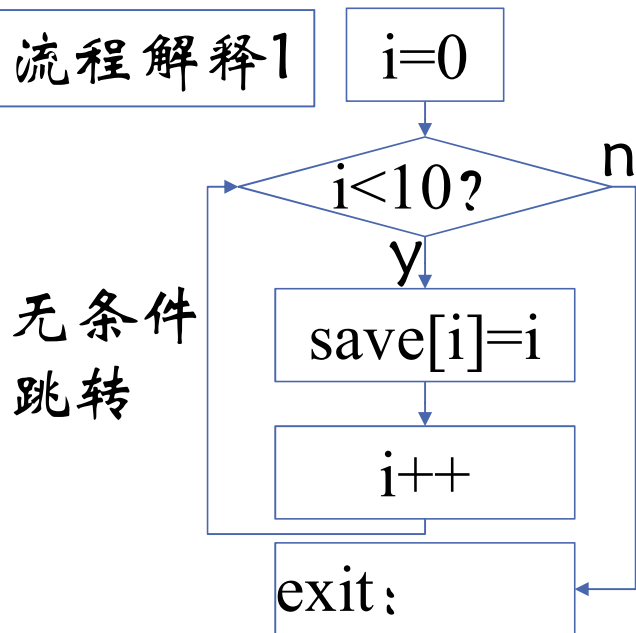 流程解释1
i=0
i<10?
n
y
save[i]=i
无条件
跳转
i++
exit: